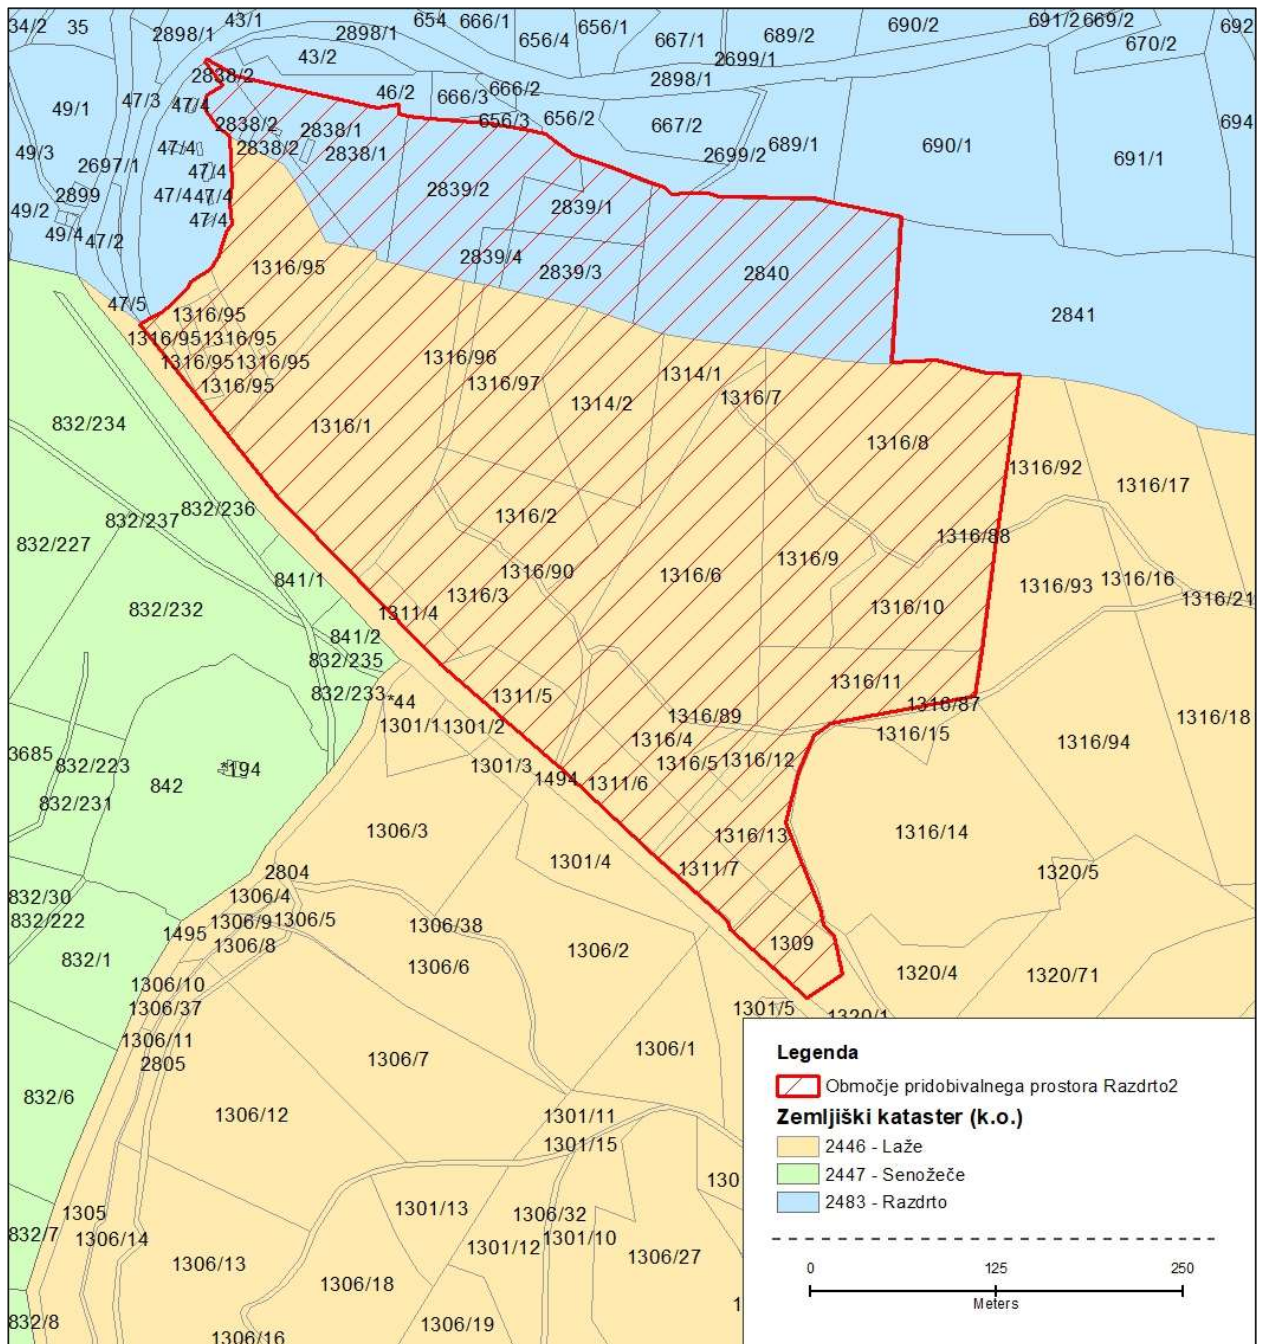 34/2 35 43/1 654 666/1 656/1 690/2 691/2 669/2 692
2898/1 2898/1 656/4 667/1 689/2 670/2
43/2 2699/1
2838/2 2898/1
46/2 666/3 666/2
49/1 47/3 47/4 656/3 656/2 694
2838/2 2838/1 667/2
49/3 47/4 2838/2 2838/1 2699/2 689/1 690/1 691/1
2697/1 47/4
2899 47/4 47/4 2839/2
49/2 47/4 2839/1
49/4 47/2
1316/95 2839/4 2839/3 2840
47/5 1316/95 2841
1316/95 1316/95
1316/95 1316/95 1316/96
1316/95 1316/97 1314/1
1316/7
1314/2
832/234 1316/1 1316/8
1316/92
1316/17
832/237 832/236 1316/2
832/227 1316/88
1316/9
841/1 1316/90 1316/6 1316/93 1316/16
832/232 1316/3 1316/21
1311/4 1316/10
841/2
832/235
832/233 *44 1311/5 1316/11
1316/87
1301/1 1301/2 1316/89 1316/18
3685 1316/4 1316/15 1316/94
832/223 842 *194 1301/3 1494 1316/5 1316/12
832/231 1311/6
1306/3 1316/13 1316/14
1301/4 1311/7
2804 1320/5
832/30 1306/4
832/222 1306/9 1306/5 1306/38
1495 1306/8 1306/2 1309
832/1 1306/6 1320/4 1320/71
1306/10
1306/37 1301/5 1320/1
1306/11 1306/1
2805 1306/7
832/6
1306/12 1301/11
1301/15
130
1305 1301/13 1306/32
832/7 1306/14 1301/12 1301/10
1306/13 1306/27
1306/18
832/8 1306/19 1
1306/16
Legenda
Območje pridobivalnega prostora Razdrto2
Zemljiški kataster (k.o.)
2446 - Laže
2447 - Senožeče
2483 - Razdrto
0 125 250
Meters